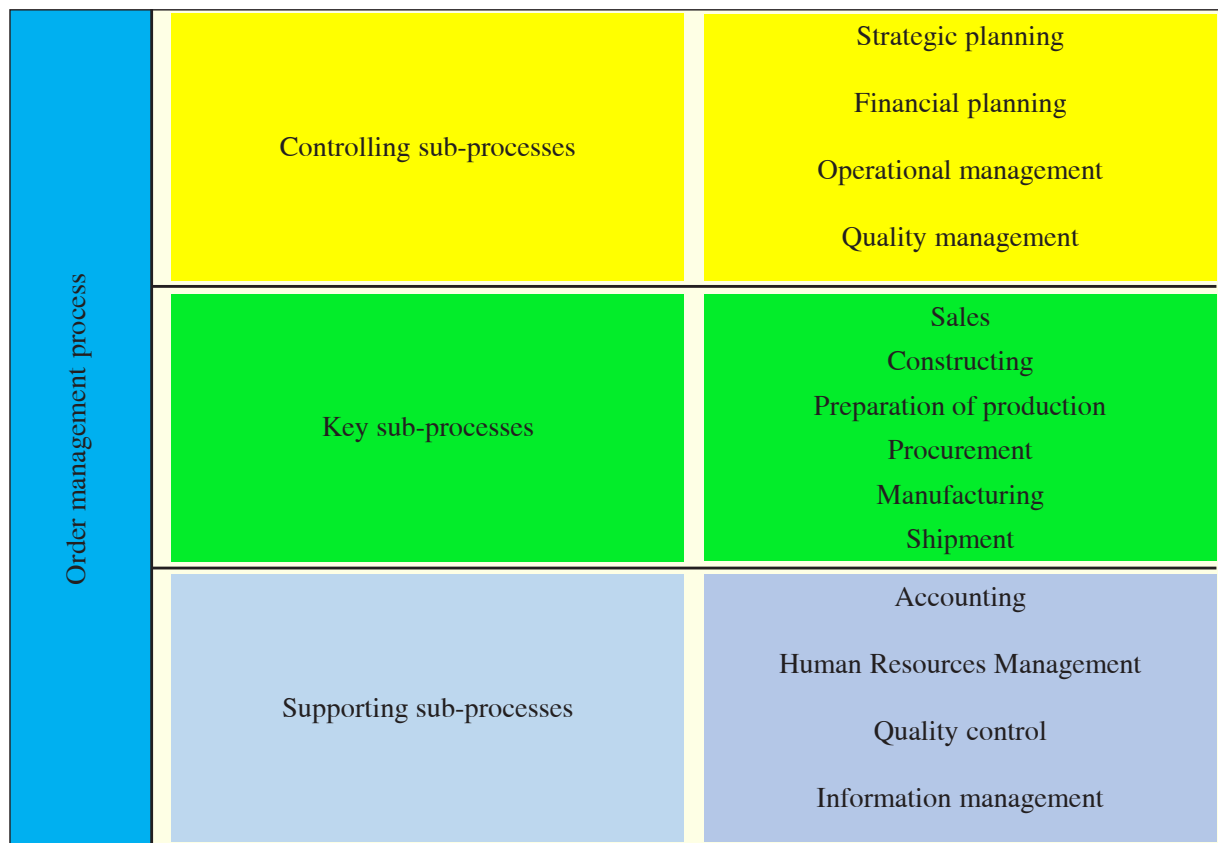 Order management process
Controlling sub-processes
Strategic planning
Financial planning
Operational management
Quality management
Key sub-processes
Sales
Constructing
Preparation of production
Procurement
Manufacturing
Shipment
Supporting sub-processes
Accounting
Human Resources Management
Quality control
Information management